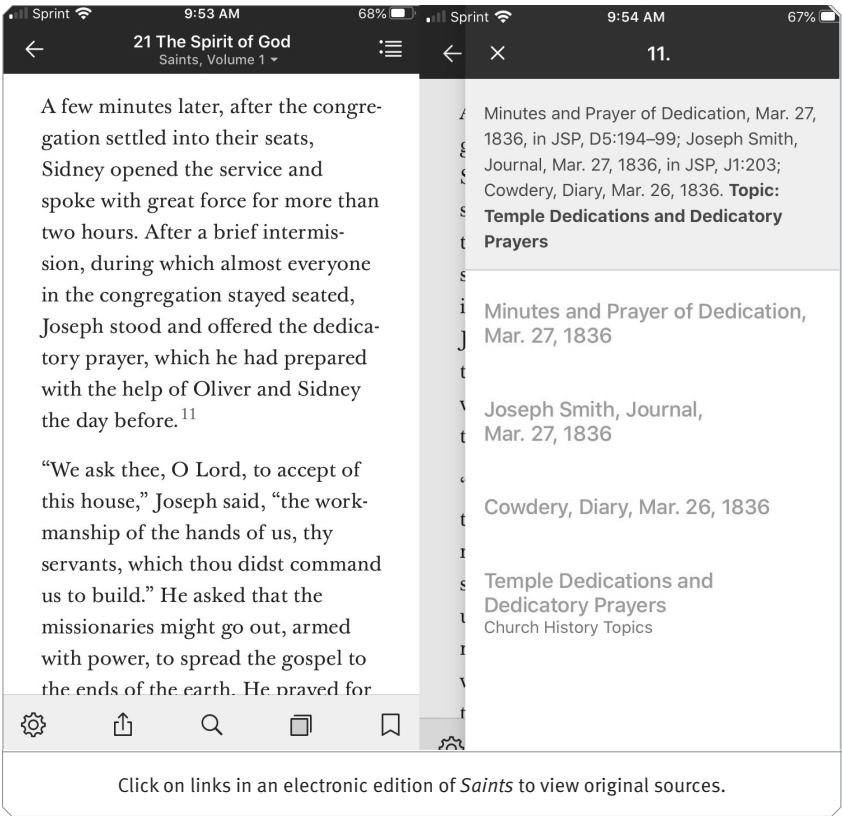 Sprint 9:53 AM 68%
21 The Spirit of God
Saints, Volume 1
A few minutes later, after the congre-
gation settled into their seats,
Sidney opened the service and
spoke with great force for more than
two hours. After a brief intermis-
sion, during which almost everyone
in the congregation stayed seated,
Joseph stood and offered the dedica-
tory prayer, which he had prepared
with the help of Oliver and Sidney
the day before. 11
“We ask thee, O Lord, to accept of
this house,” Joseph said, “the work-
manship of the hands of us, thy
servants, which thou didst command
us to build.” He asked that the
missionaries might go out, armed
with power, to spread the gospel to
the ends of the earth. He prayed for
Sprint 9:54 AM 67%
11.
Minutes and Prayer of Dedication, Mar. 27,
1836, in JSP, D5:194–99; Joseph Smith,
Journal, Mar. 27, 1836, in JSP, J1:203;
Cowdery, Diary, Mar. 26, 1836. Topic:
Temple Dedications and Dedicatory
Prayers
Minutes and Prayer of Dedication,
Mar. 27, 1836
Joseph Smith, Journal,
Mar. 27, 1836
Cowdery, Diary, Mar. 26, 1836
Temple Dedications and
Dedicatory Prayers
Church History Topics
Click on links in an electronic edition of Saints to view original sources.